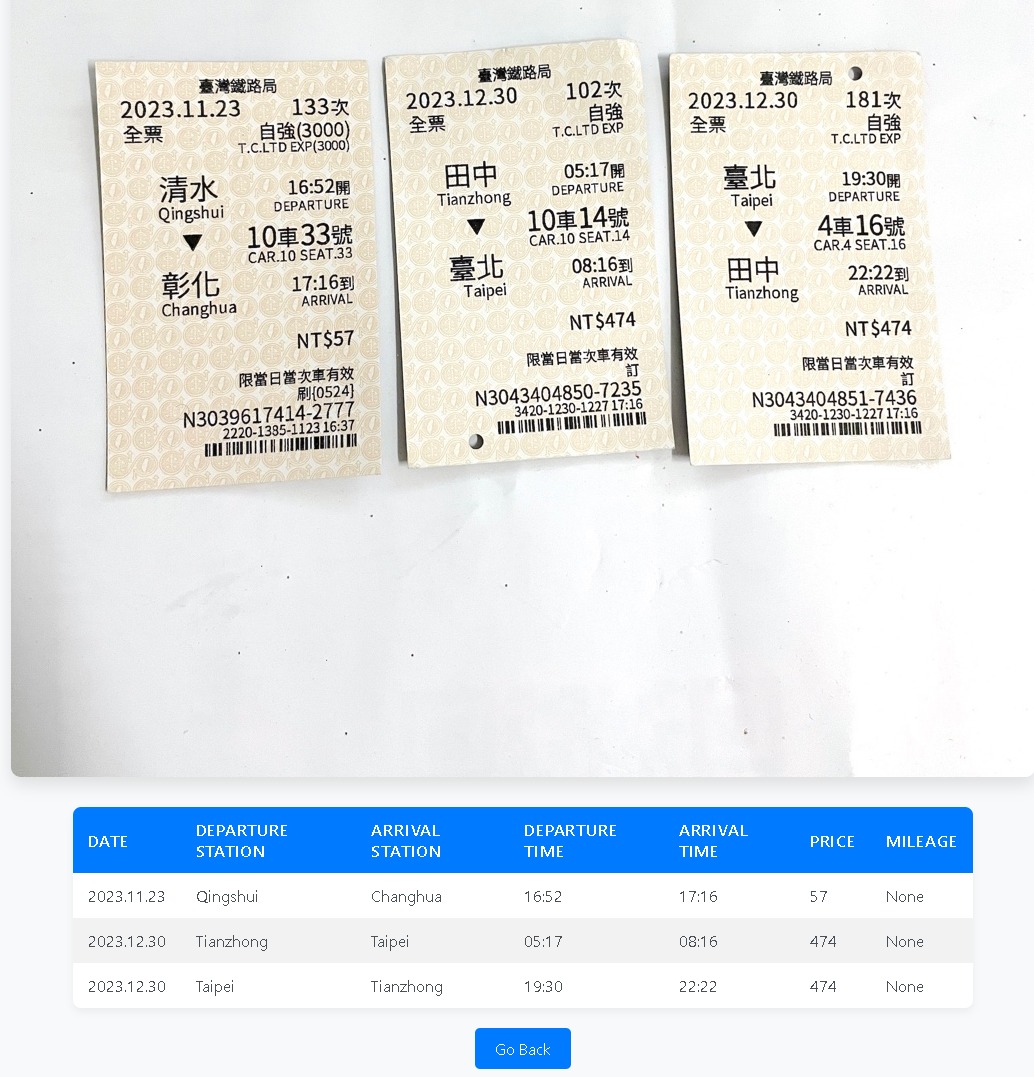 臺灣鐵路局
2023.11.23 133次
全票 自強(3000)
T.C.LTD EXP(3000)
清水 16:52開
Qingshui DEPARTURE
▼ 10車33號
CAR.10 SEAT.33
彰化 17:16到
Changhua ARRIVAL
NT$57
限當日當次車有效
刷{0524}
N3039617414-2777
2220-1385-1123 16:37
臺灣鐵路局
2023.12.30 102次
全票 自強
T.C.LTD EXP
田中 05:17開
Tianzhong DEPARTURE
▼ 10車14號
CAR.10 SEAT.14
臺北 08:16到
Taipei ARRIVAL
NT$474
限當日當次車有效
訂
N3043404850-7235
3420-1230-1227 17:16
臺灣鐵路局
2023.12.30 181次
全票 自強
T.C.LTD EXP
臺北 19:30開
Taipei DEPARTURE
▼ 4車16號
CAR.4 SEAT.16
田中 22:22到
Tianzhong ARRIVAL
NT$474
限當日當次車有效
訂
N3043404851-7436
3420-1230-1227 17:16
DATE DEPARTURE STATION ARRIVAL STATION DEPARTURE TIME ARRIVAL TIME PRICE MILEAGE
2023.11.23 Qingshui Changhua 16:52 17:16 57 None
2023.12.30 Tianzhong Taipei 05:17 08:16 474 None
2023.12.30 Taipei Tianzhong 19:30 22:22 474 None
Go Back